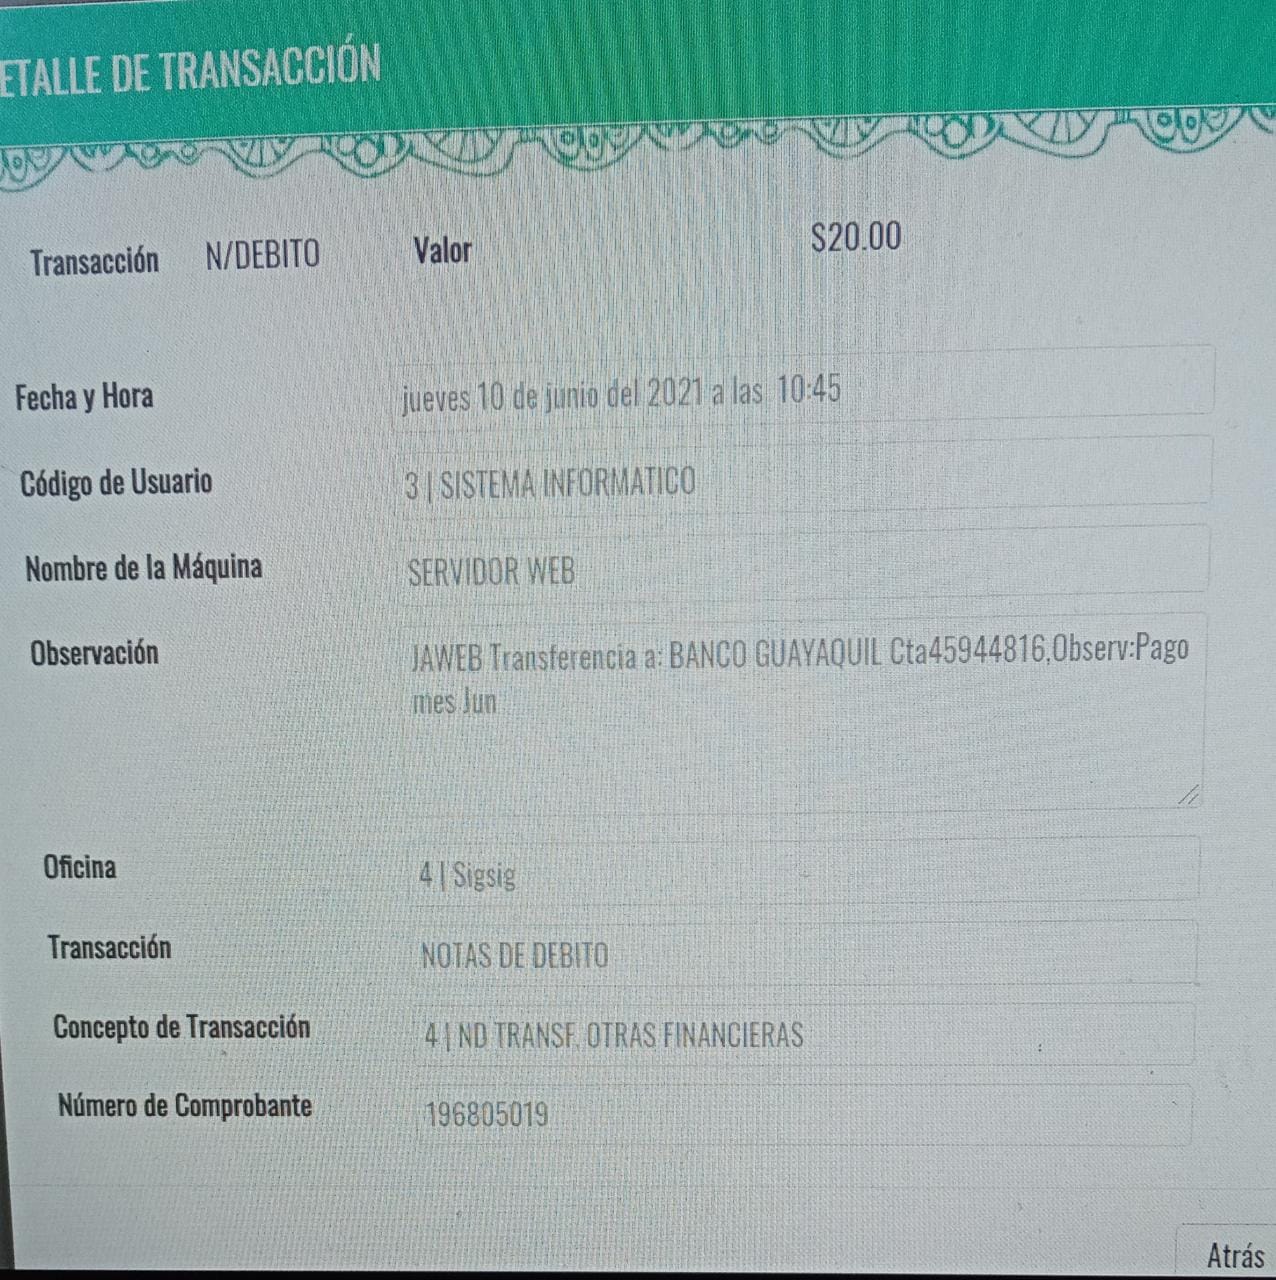 ETALLE DE TRANSACCIÓN
Transacción N/DEBITO Valor $20.00
Fecha y Hora jueves 10 de junio del 2021 a las 10:45
Código de Usuario 3 | SISTEMA INFORMATICO
Nombre de la Máquina SERVIDOR WEB
Observación JAWEB Transferencia a: BANCO GUAYAQUIL Cta45944816,Observ:Pago
mes Jun
Oficina 4 | Sigsig
Transacción NOTAS DE DEBITO
Concepto de Transacción 4 | ND TRANSF. OTRAS FINANCIERAS
Número de Comprobante 196805019
Atrás